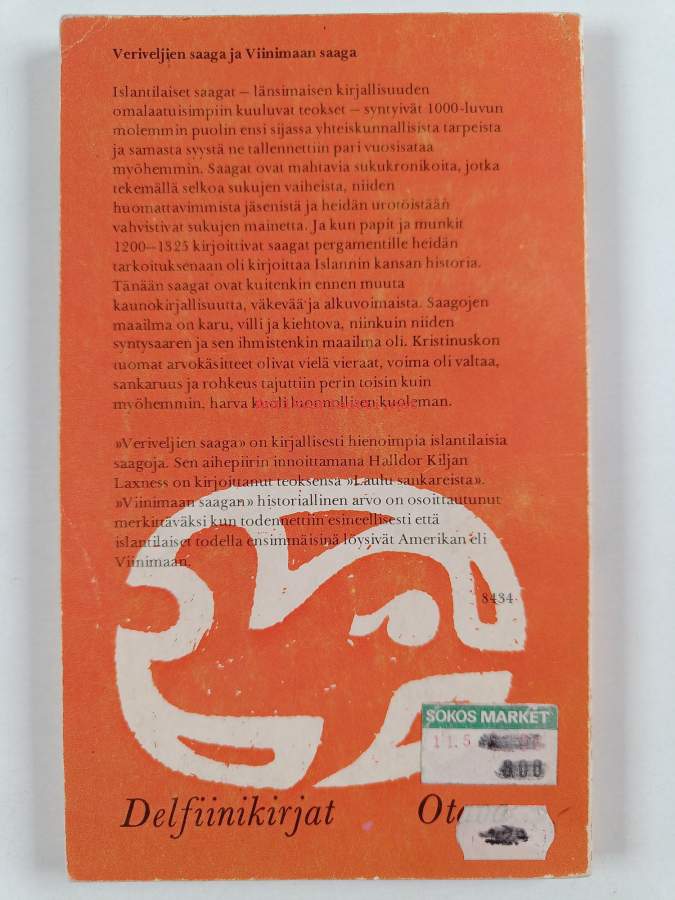 Veriveljien saaga ja Viinimaan saaga
Islantilaiset saagat – länsimaisen kirjallisuuden
omalaatuisimpiin kuuluvat teokset – syntyivät 1000-luvun
molemmin puolin ensi sijassa yhteiskunnallisista tarpeista
ja samasta syystä ne tallennettiin pari vuosisataa
myöhemmin. Saagat ovat mahtavia sukukronikoita, jotka
tekemällä selkoa sukujen vaiheista, niiden
huomattavimmista jäsenistä ja heidän urotöistään
vahvistivat sukujen mainetta. Ja kun papit ja munkit
1200–1325 kirjoittivat saagat pergamentille heidän
tarkoituksenaan oli kirjoittaa Islannin kansan historia.
Tänään saagat ovat kuitenkin ennen muuta
kaunokirjallisuutta, väkevää ja alkuvoimaista. Saagojen
maailma on karu, villi ja kiehtova, niinkuin niiden
syntysaaren ja sen ihmistenkin maailma oli. Kristinuskon
tuomat arvokäsitteet olivat vielä vieraat, voima oli valtaa,
sankaruus ja rohkeus tajuttiin perin toisin kuin
myöhemmin, harva kuoli luonnollisen kuoleman.
»Veriveljien saaga» on kirjallisesti hienoimpia islantilaisia
saagoja. Sen aihepiirin innoittamana Halldor Kiljan
Laxness on kirjoittanut teoksensa »Laulu sankareista».
»Viinimaan saagan» historiallinen arvo on osoittautunut
merkittäväksi kun todennettiin esineellisesti että
islantilaiset todella ensimmäisinä löysivät Amerikan eli
Viinimaan.
8434
SOKOS MARKET
11.5
Delfiinikirjat
Otava